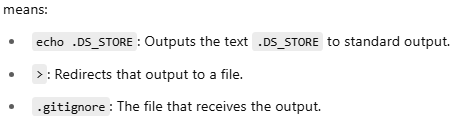 means:
• echo .DS_STORE: Outputs the text .DS_STORE to standard output.
• >: Redirects that output to a file.
• .gitignore: The file that receives the output.